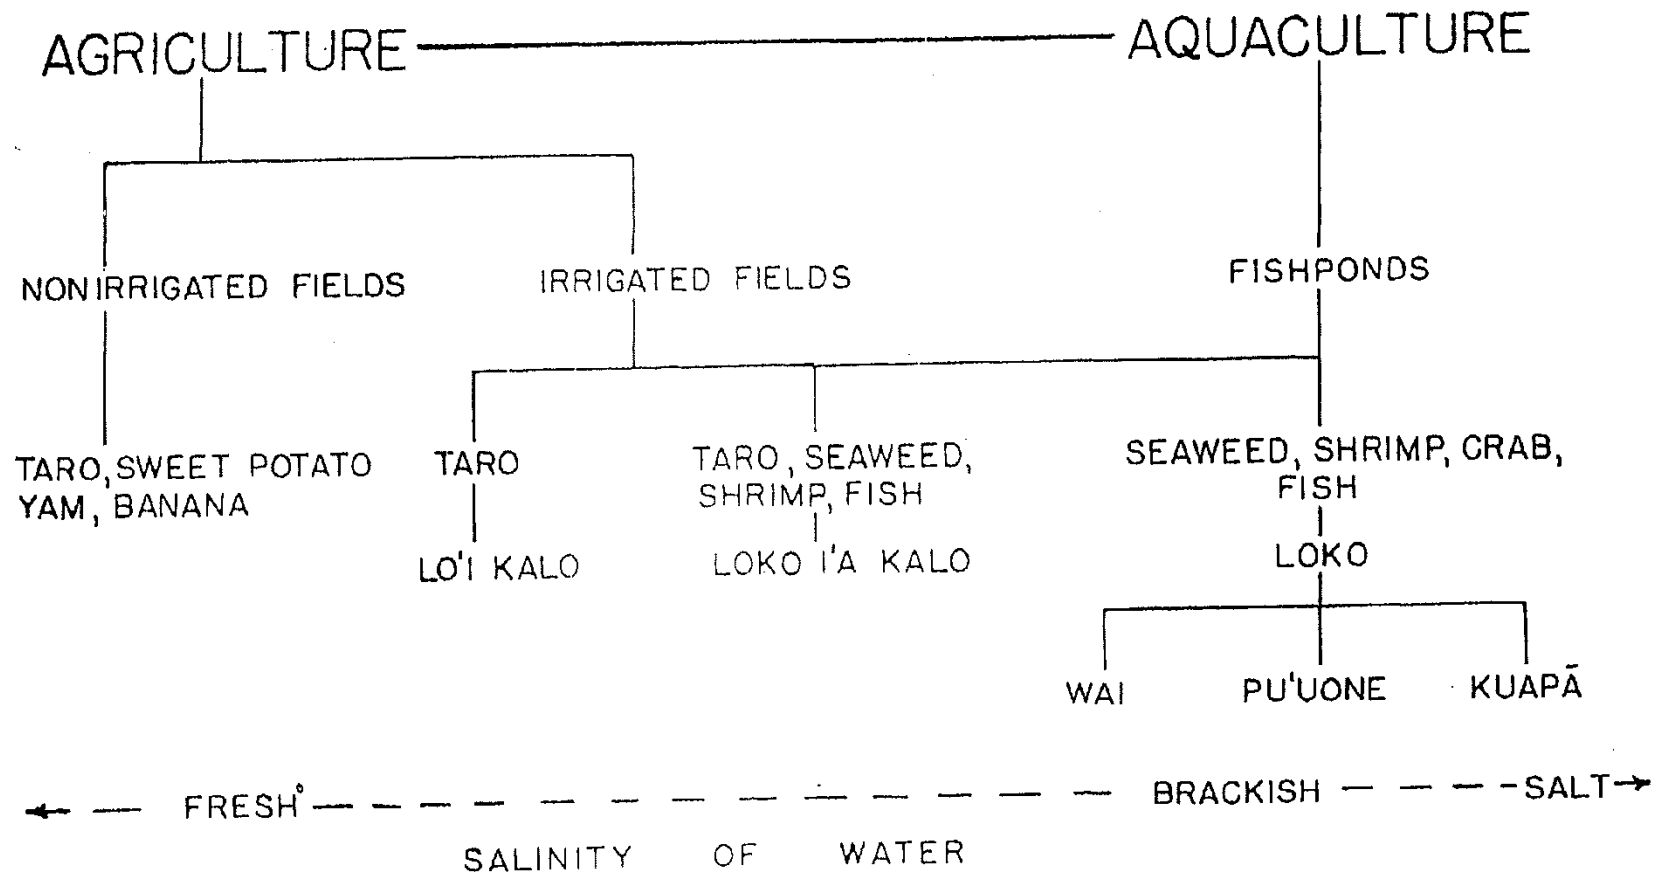 AGRICULTURE AQUACULTURE
NONIRRIGATED FIELDS IRRIGATED FIELDS FISHPONDS
TARO, SWEET POTATO
YAM, BANANA
TARO
TARO, SEAWEED,
SHRIMP, FISH
SEAWEED, SHRIMP, CRAB,
FISH
LO'I KALO LOKO I'A KALO LOKO
WAI PU'UONE KUAPĀ
FRESH BRACKISH SALT
SALINITY OF WATER